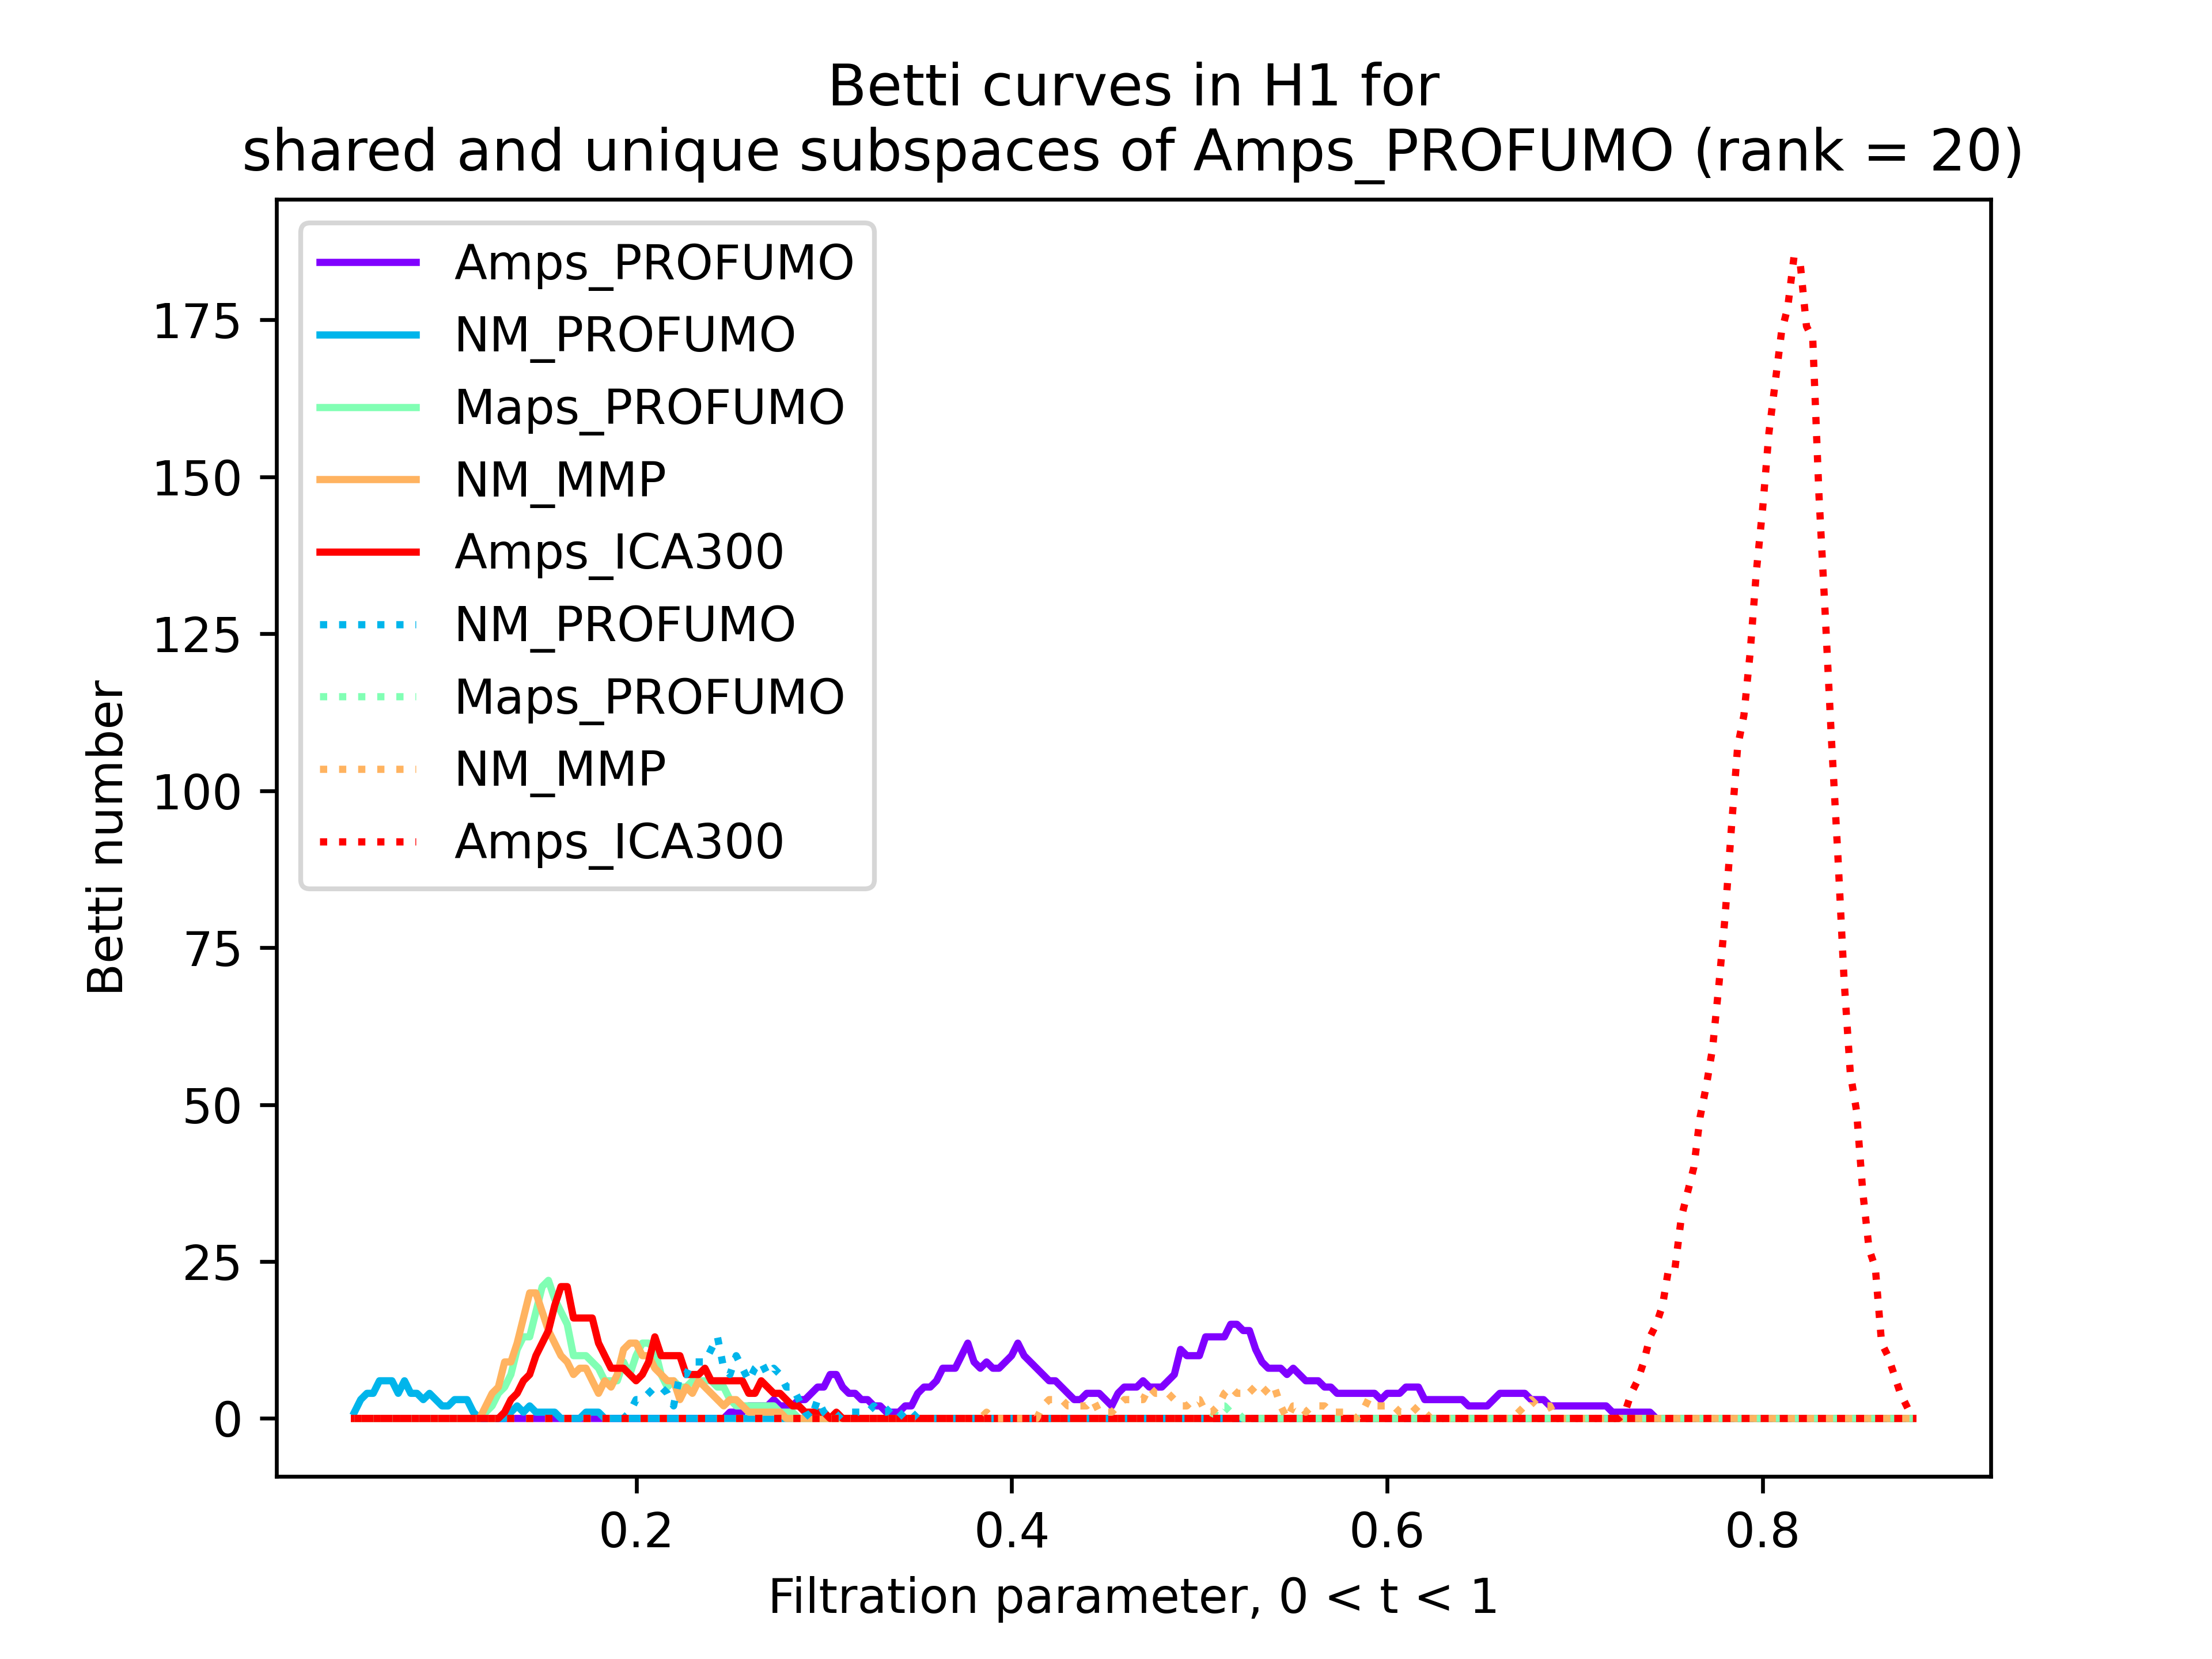 Betti curves in H1 for
shared and unique subspaces of Amps_PROFUMO (rank = 20)
Amps_PROFUMO
NM_PROFUMO
Maps_PROFUMO
NM_MMP
Amps_ICA300
NM_PROFUMO
Maps_PROFUMO
NM_MMP
Amps_ICA300
175
150
125
100
75
50
25
0
Betti number
0.2 0.4 0.6 0.8
Filtration parameter, 0 < t < 1